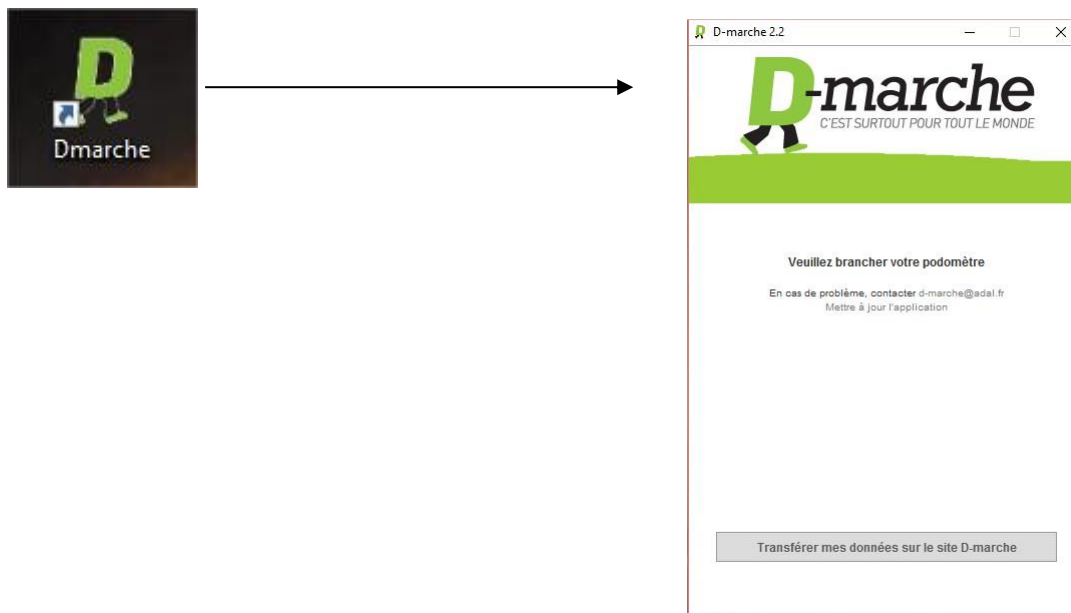 Dmarche
D-marche 2.2
D-marche
C'EST SURTOUT POUR TOUT LE MONDE
Veuillez brancher votre podomètre
En cas de problème, contacter d-marche@adal.fr
Mettre à jour l'application
Transférer mes données sur le site D-marche